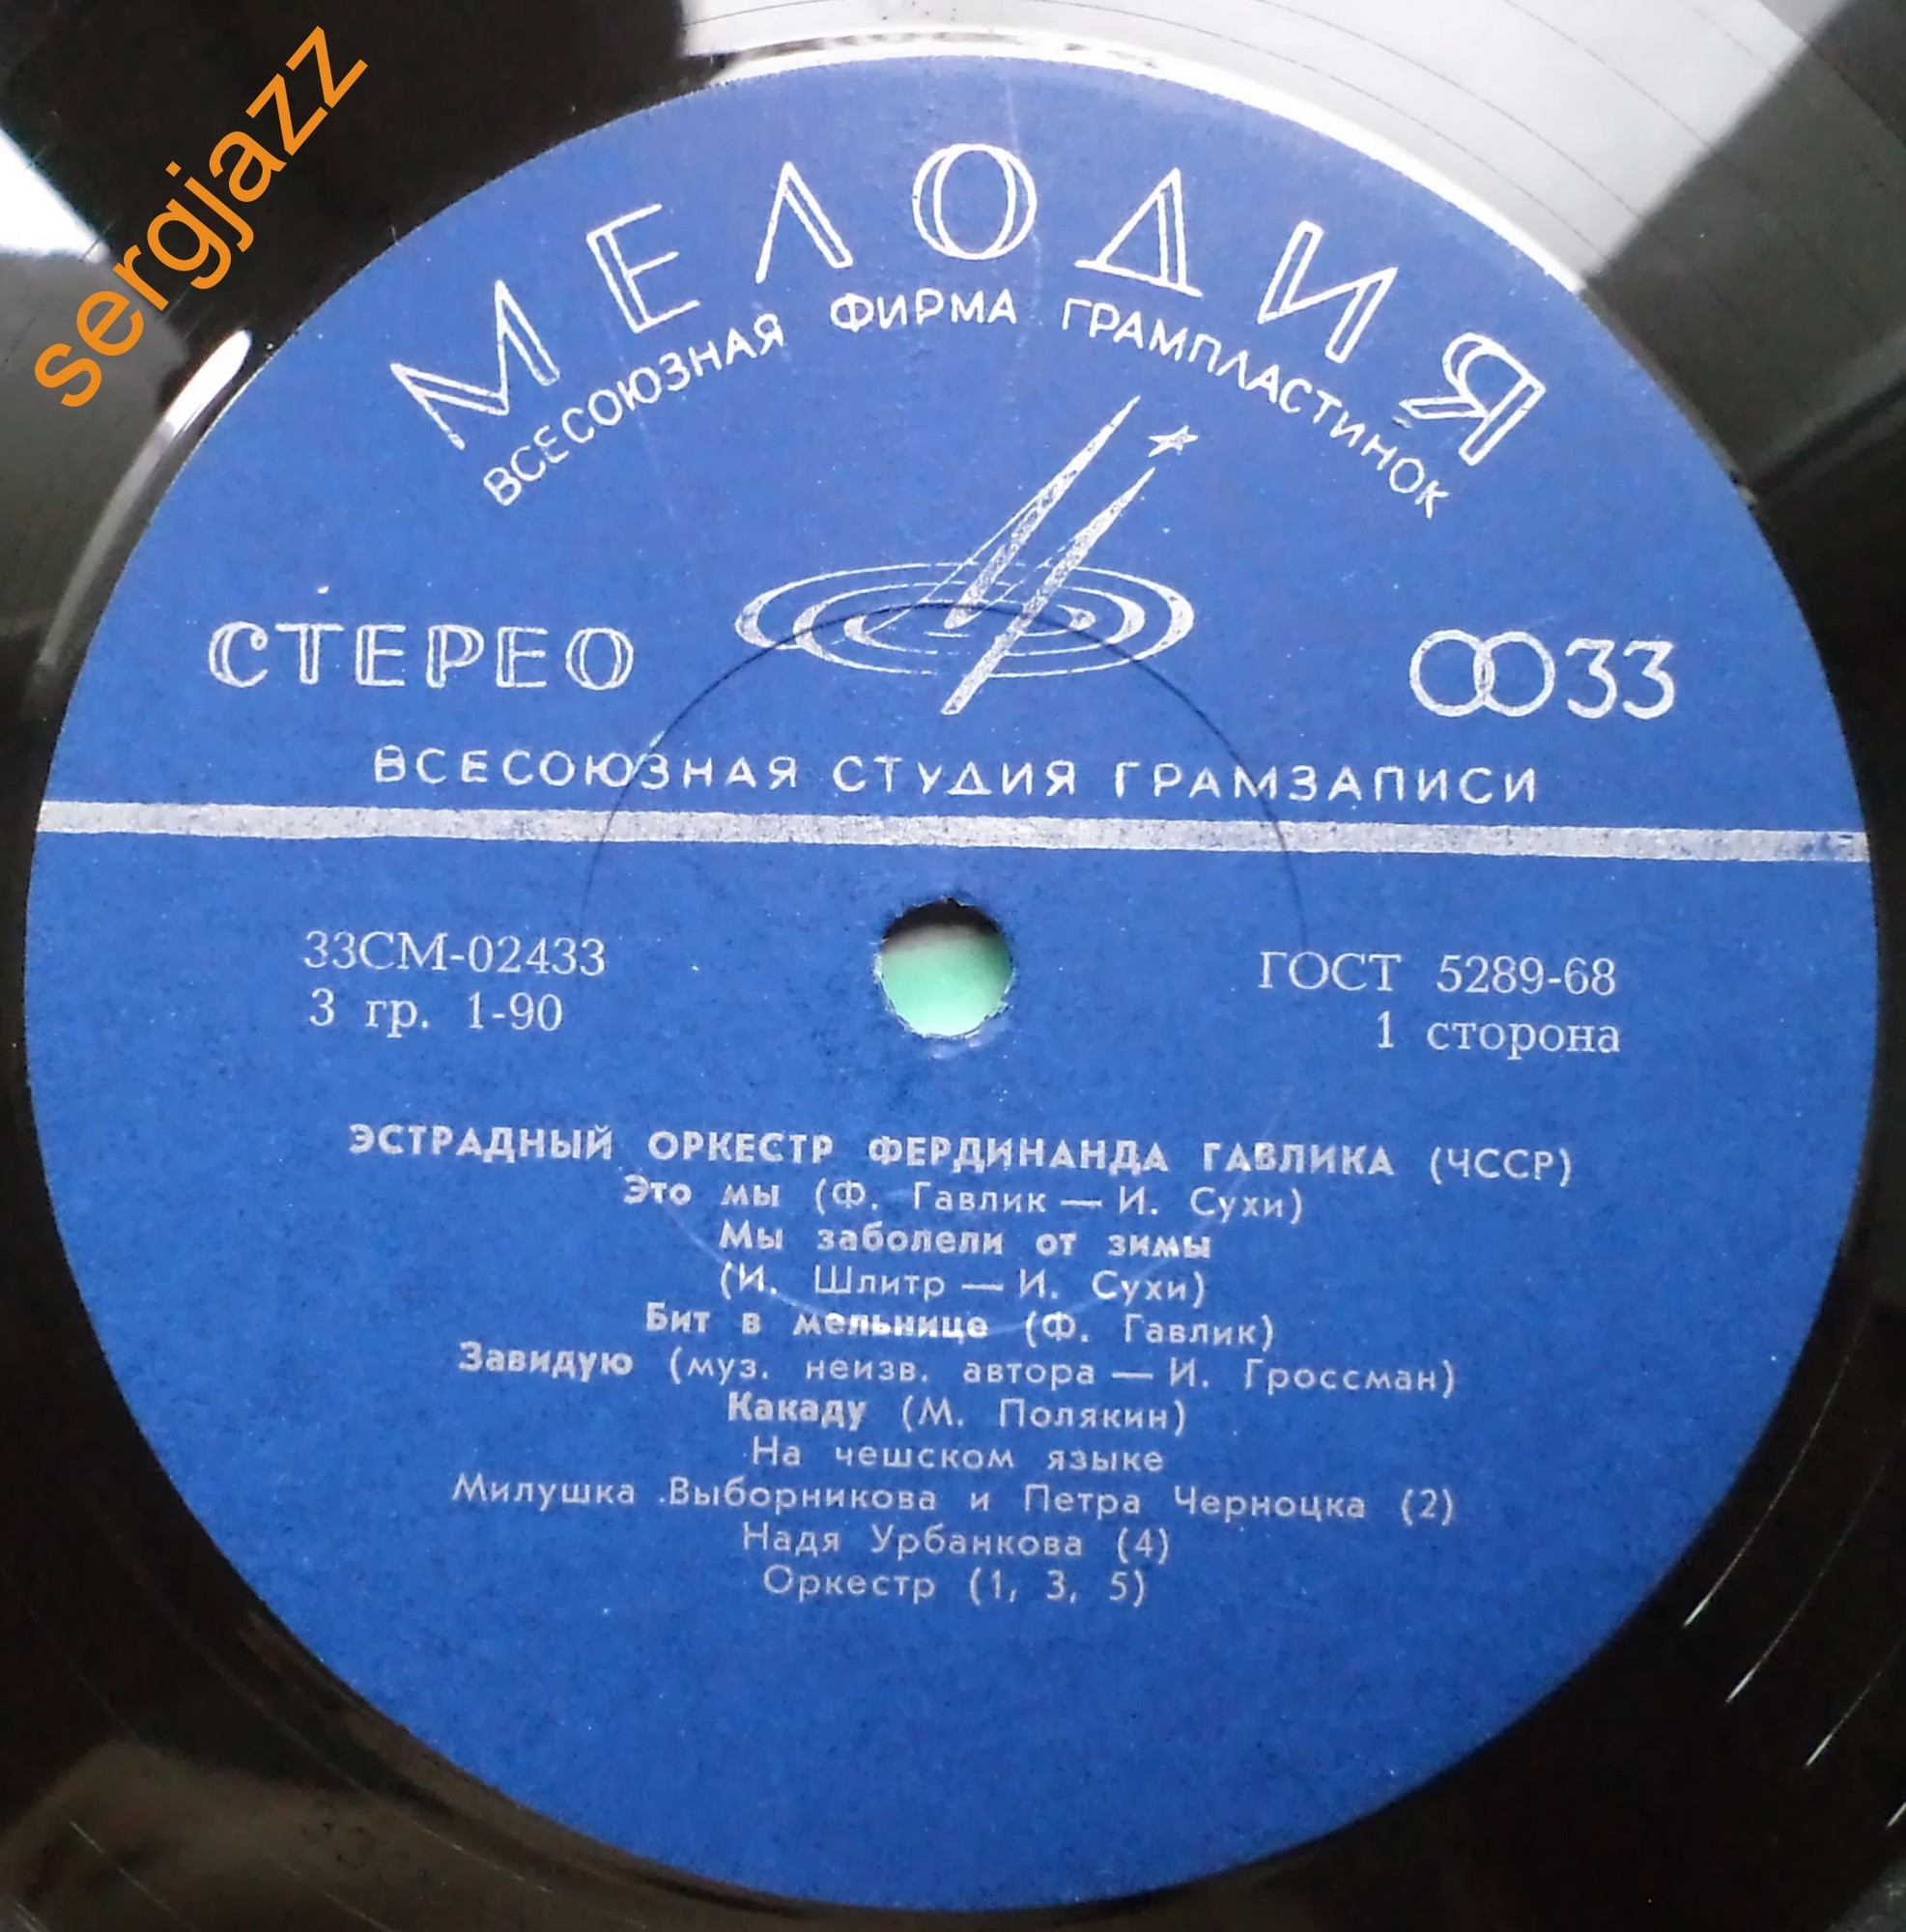 sergjazz
МЕЛОДИЯ
ВСЕСОЮЗНАЯ ФИРМА ГРАМПЛАСТИНОК
СТЕРЕО
33
ВСЕСОЮЗНАЯ СТУДИЯ ГРАМЗАПИСИ
33СМ-02433
3 гр. 1-90
ГОСТ 5289-68
1 сторона
ЭСТРАДНЫЙ ОРКЕСТР ФЕРДИНАНДА ГАВЛИКА (ЧССР)
Это мы (Ф. Гавлик — И. Сухи)
Мы заболели от зимы
(И. Шлитр — И. Сухи)
Бит в мельнице (Ф. Гавлик)
Завидую (муз. неизв. автора — И. Гроссман)
Какаду (М. Полякин)
На чешском языке
Милушка Выборникова и Петра Черноцка (2)
Надя Урбанкова (4)
Оркестр (1, 3, 5)